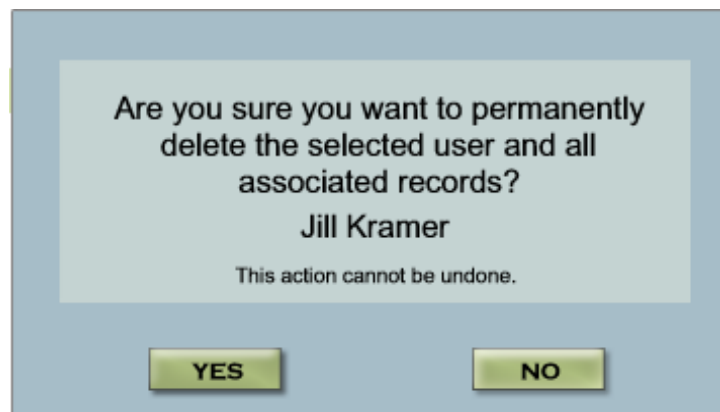 Are you sure you want to permanently
delete the selected user and all
associated records?
Jill Kramer
This action cannot be undone.
YES
NO